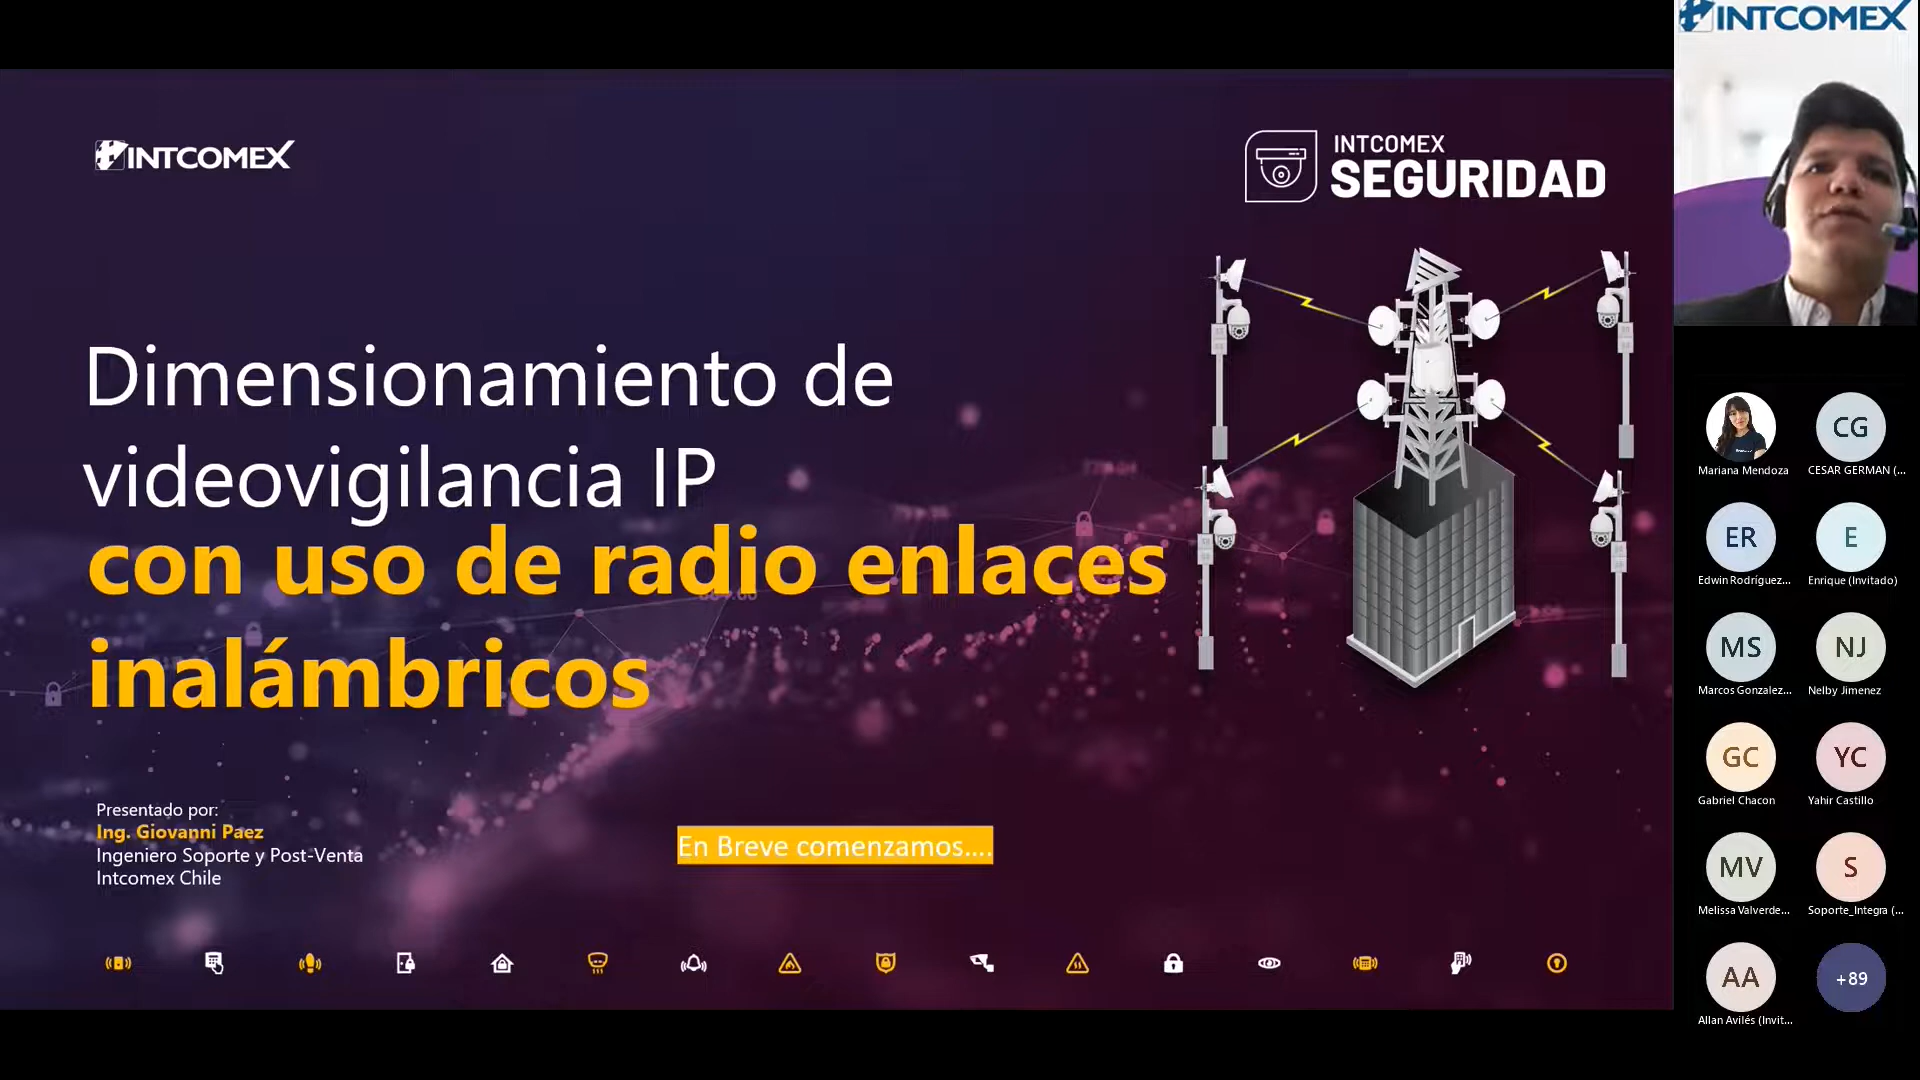 INTCOMEX
INTCOMEX
SEGURIDAD
Dimensionamiento de
videovigilancia IP
con uso de radio enlaces
inalámbricos
Presentado por:
Ing. Giovanni Paez
Ingeniero Soporte y Post-Venta
Intcomex Chile
En Breve comenzamos....
INTCOMEX
Mariana Mendoza
CG
CESAR GERMAN (...
ER
Edwin Rodríguez...
E
Enrique (Invitado)
MS
Marcos Gonzalez...
NJ
Nelby Jimenez
GC
Gabriel Chacon
YC
Yahir Castillo
MV
Melissa Valverde...
S
Soporte_Integra (...
AA
Allan Avilés (Invit...
+89